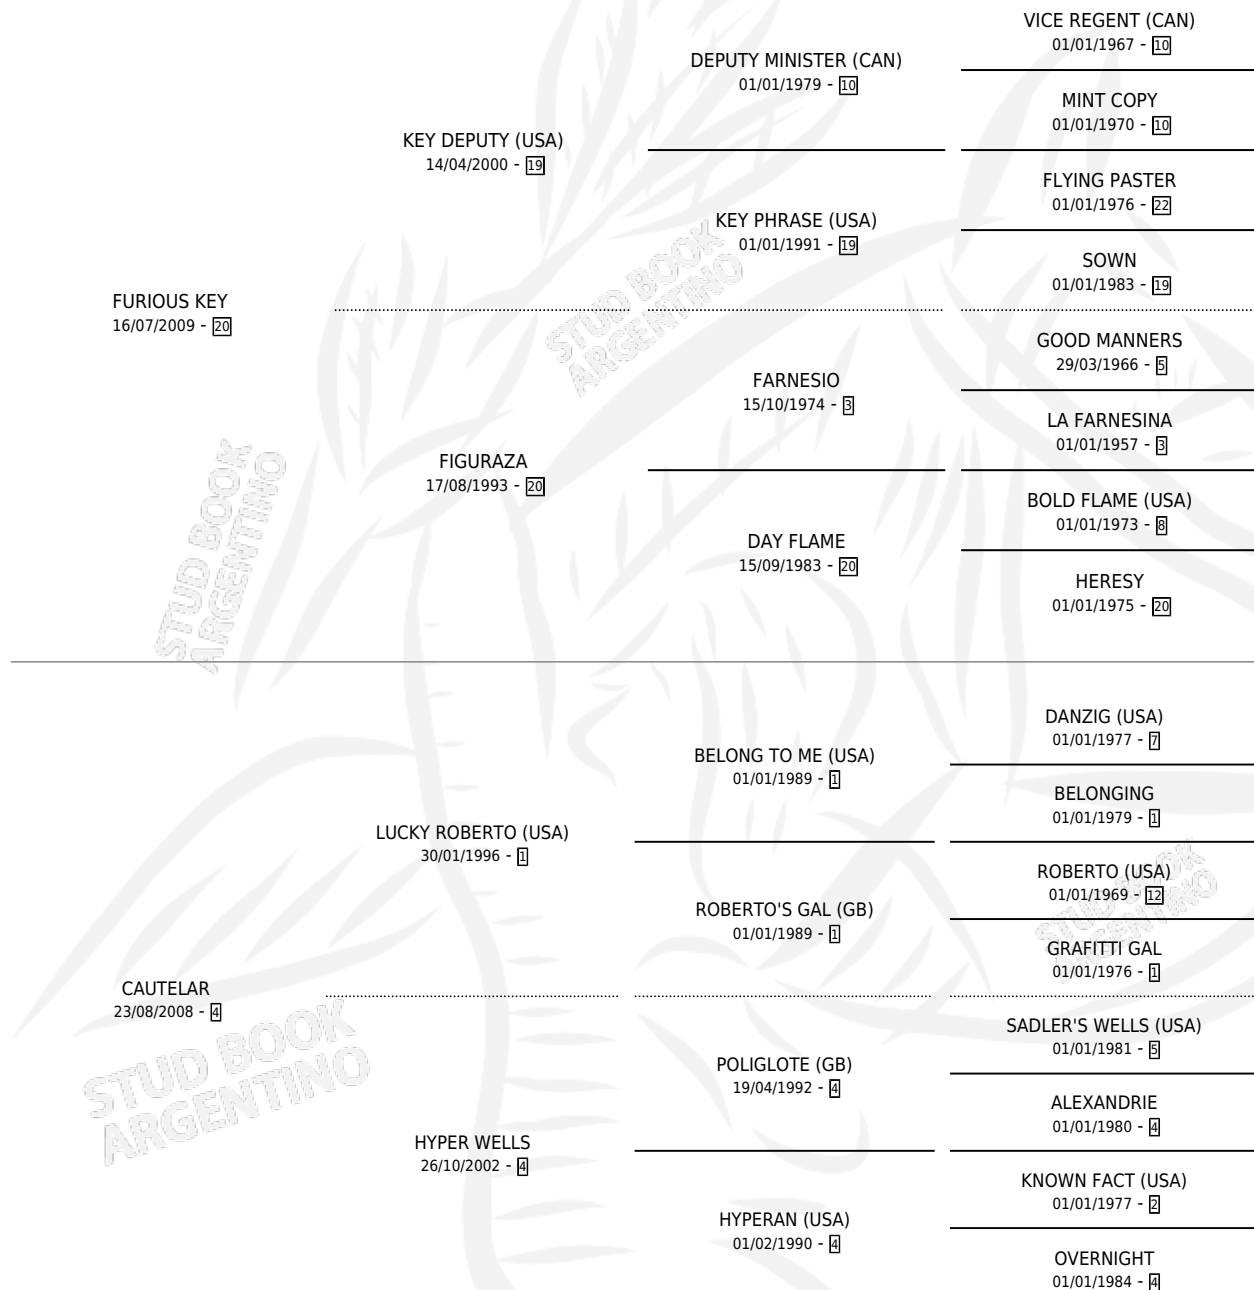 VICE REGENT (CAN)
01/01/1967 - 10
DEPUTY MINISTER (CAN)
01/01/1979 - 10
MINT COPY
01/01/1970 - 10
KEY DEPUTY (USA)
14/04/2000 - 19
FLYING PASTER
01/01/1976 - 22
KEY PHRASE (USA)
01/01/1991 - 19
SOWN
01/01/1983 - 19
FURIOUS KEY
16/07/2009 - 20
GOOD MANNERS
29/03/1966 - 5
FARNESIO
15/10/1974 - 3
LA FARNESINA
01/01/1957 - 3
FIGURAZA
17/08/1993 - 20
BOLD FLAME (USA)
01/01/1973 - 8
DAY FLAME
15/09/1983 - 20
HERESY
01/01/1975 - 20
STUD BOOK
ARGENTINO
STUD BOOK
ARGENTINO
DANZIG (USA)
01/01/1977 - 7
BELONG TO ME (USA)
01/01/1989 - 1
BELONGING
01/01/1979 - 1
LUCKY ROBERTO (USA)
30/01/1996 - 1
ROBERTO (USA)
01/01/1969 - 12
ROBERTO'S GAL (GB)
01/01/1989 - 1
GRAFITTI GAL
01/01/1976 - 1
STUD BOOK
ARGENTINO
CAUTELAR
23/08/2008 - 4
SADLER'S WELLS (USA)
01/01/1981 - 5
POLIGLOTE (GB)
19/04/1992 - 4
ALEXANDRIE
01/01/1980 - 4
HYPER WELLS
26/10/2002 - 4
KNOWN FACT (USA)
01/01/1977 - 2
HYPERAN (USA)
01/02/1990 - 4
OVERNIGHT
01/01/1984 - 4
STUD BOOK
ARGENTINO